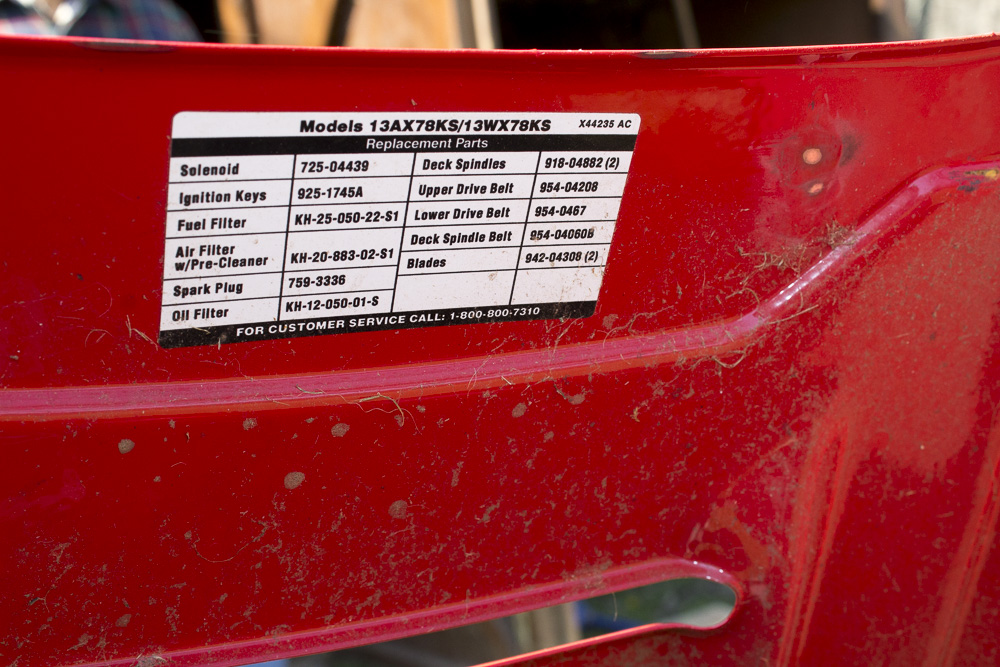 Models 13AX78KS/13WX78KS X44235 AC
Replacement Parts
Solenoid 725-04439 Deck Spindles 918-04882 (2)
Ignition Keys 925-1745A Upper Drive Belt 954-04208
Fuel Filter KH-25-050-22-S1 Lower Drive Belt 954-0467
Air Filter
w/Pre-Cleaner KH-20-883-02-S1 Deck Spindle Belt 954-04060B
Spark Plug 759-3336 Blades 942-04308 (2)
Oil Filter KH-12-050-01-S
FOR CUSTOMER SERVICE CALL: 1-800-800-7310